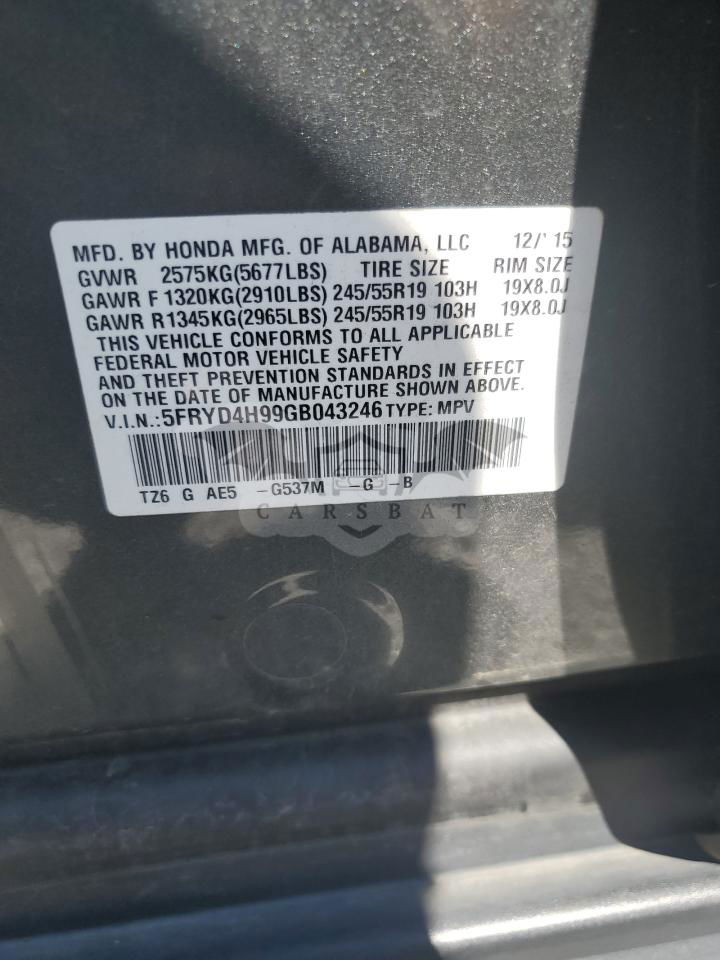 MFD. BY HONDA MFG. OF ALABAMA, LLC 12/'15
GVWR 2575KG(5677LBS) TIRE SIZE RIM SIZE
GAWR F 1320KG(2910LBS) 245/55R19 103H 19X8.0J
GAWR R1345KG(2965LBS) 245/55R19 103H 19X8.0J
THIS VEHICLE CONFORMS TO ALL APPLICABLE
FEDERAL MOTOR VEHICLE SAFETY
AND THEFT PREVENTION STANDARDS IN EFFECT
ON THE DATE OF MANUFACTURE SHOWN ABOVE.
V.I.N.:5FRYD4H99GB043246 TYPE: MPV
TZ6 G AE5 -G537M -G -B
CARSBAT